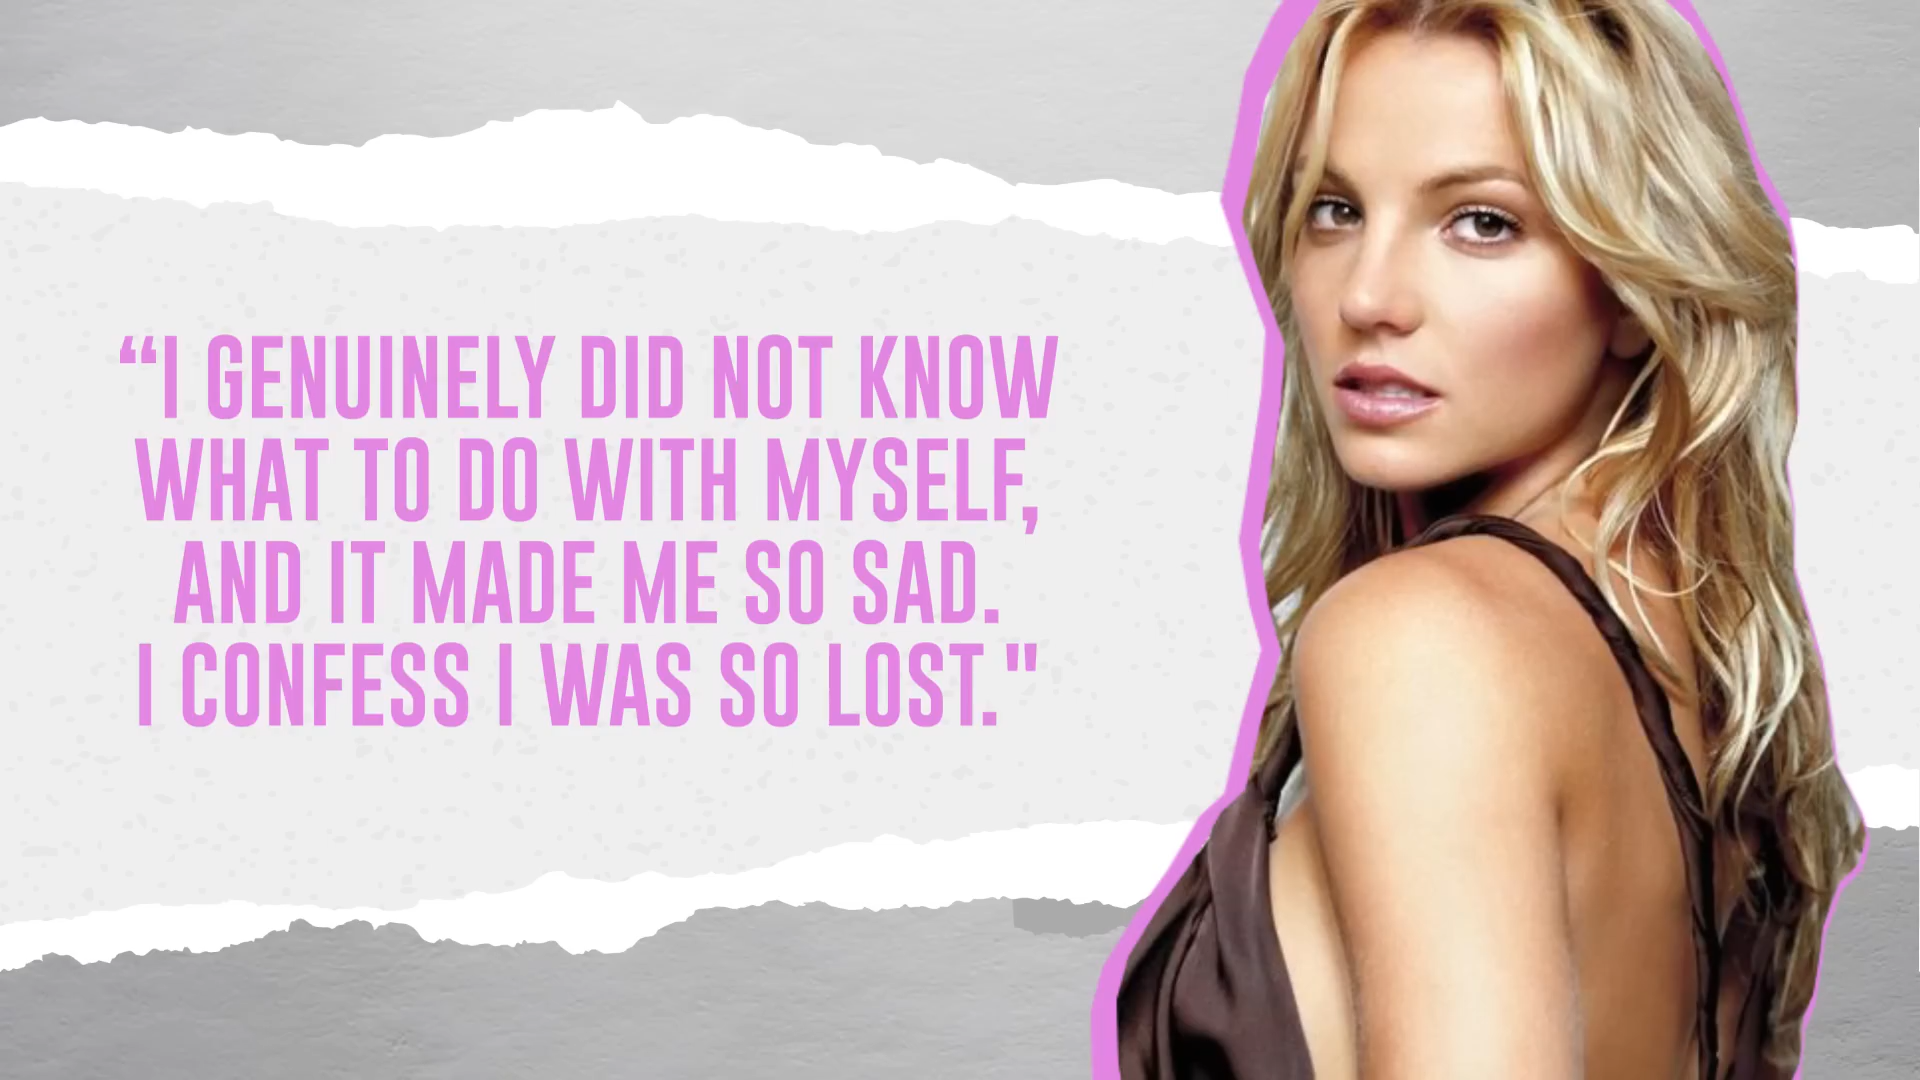 “I GENUINELY DID NOT KNOW
WHAT TO DO WITH MYSELF,
AND IT MADE ME SO SAD.
I CONFESS I WAS SO LOST."